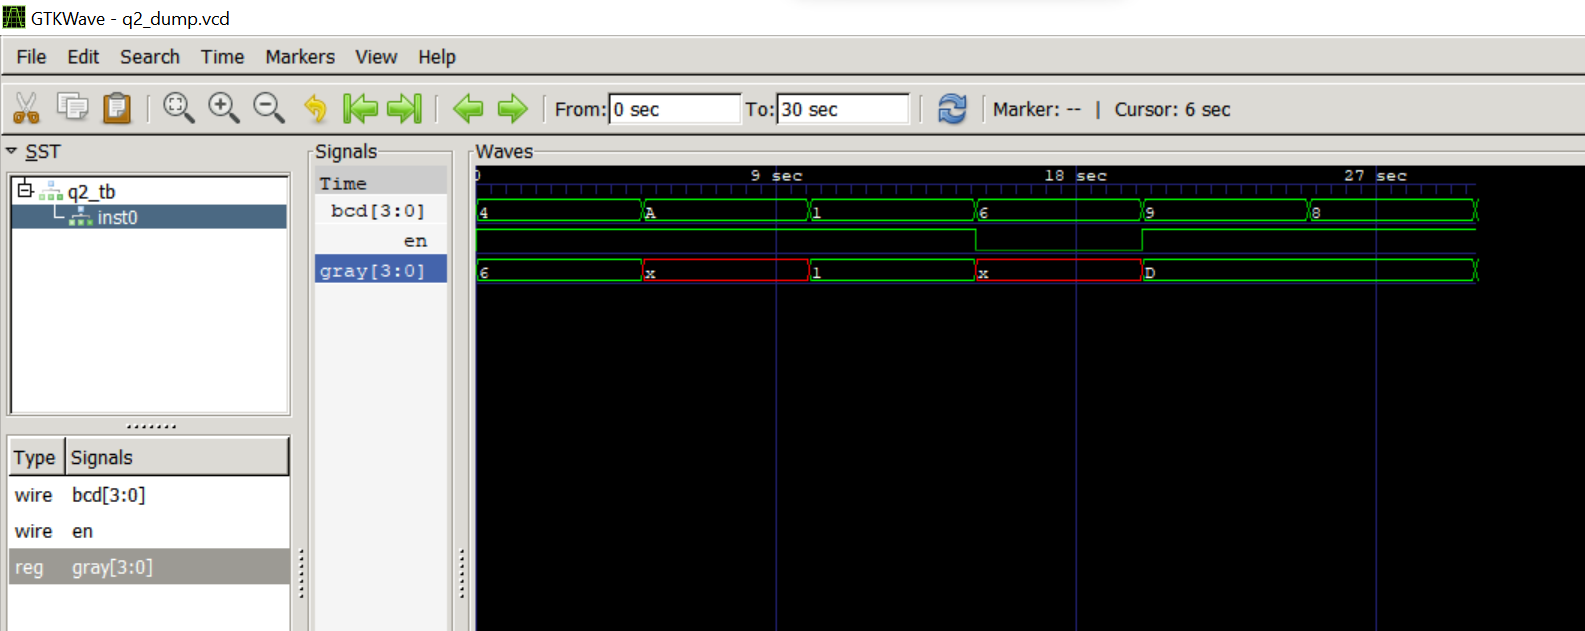 GTKWave - q2_dump.vcd
File Edit Search Time Markers View Help
From: 0 sec To: 30 sec Marker: -- | Cursor: 6 sec
SST
q2_tb
inst0
Type Signals
wire bcd[3:0]
wire en
reg gray[3:0]
Signals
Time
bcd[3:0]
en
gray[3:0]
Waves
0 9 sec 18 sec 27 sec
4 A 1 6 9 8
6 x 1 x D